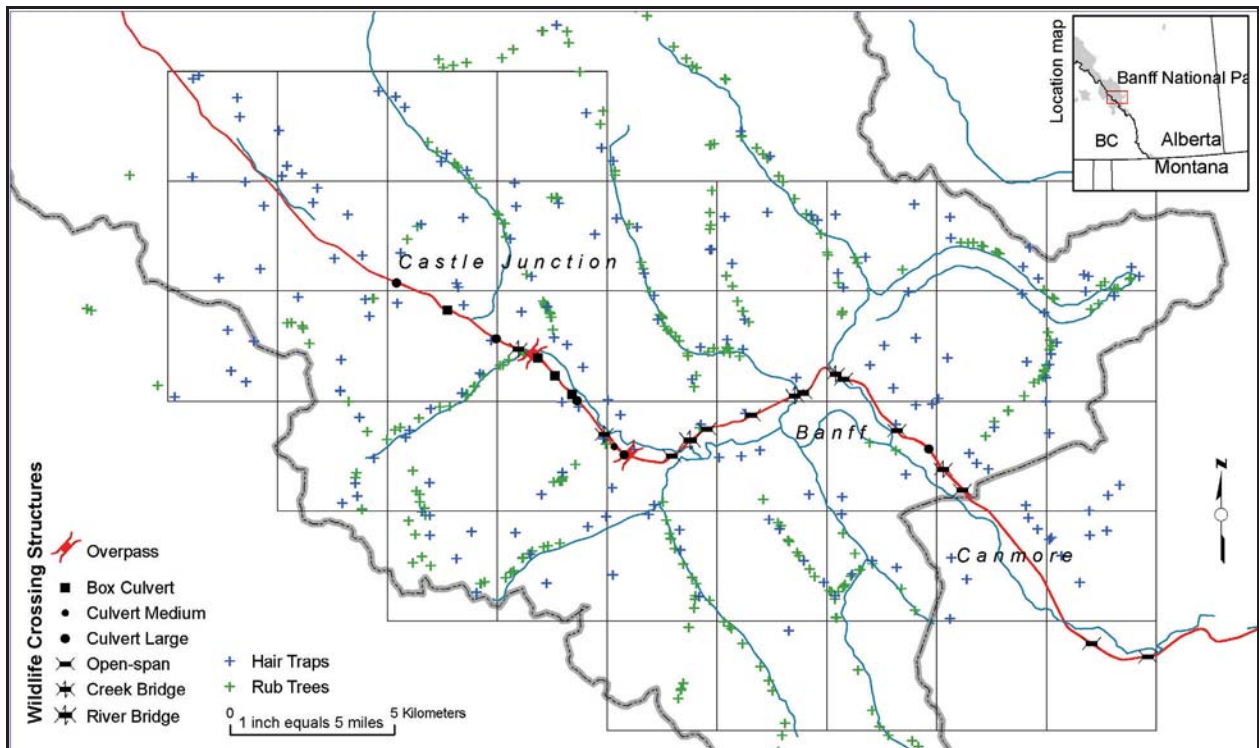 Location map
Banff National Pa
BC
Alberta
Montana
Castle Junction
Banff
Canmore
N
Wildlife Crossing Structures
Overpass
Box Culvert
Culvert Medium
Culvert Large
Open-span
Creek Bridge
River Bridge
Hair Traps
Rub Trees
0
5 Kilometers
1 inch equals 5 miles